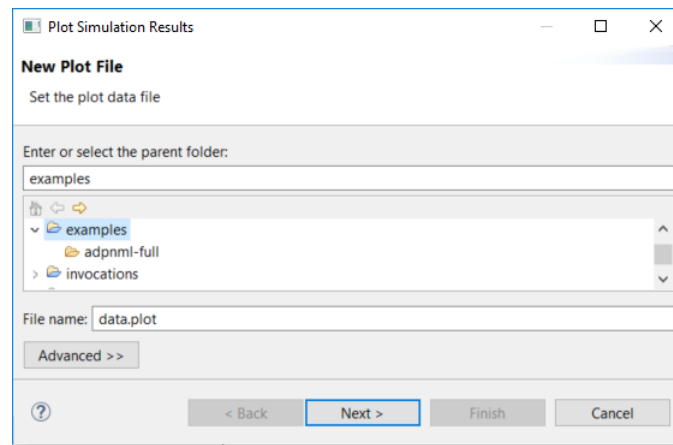 Plot Simulation Results
New Plot File
Set the plot data file
Enter or select the parent folder:
examples
examples
adpnml-full
invocations
File name: data.plot
Advanced >>
? < Back Next > Finish Cancel